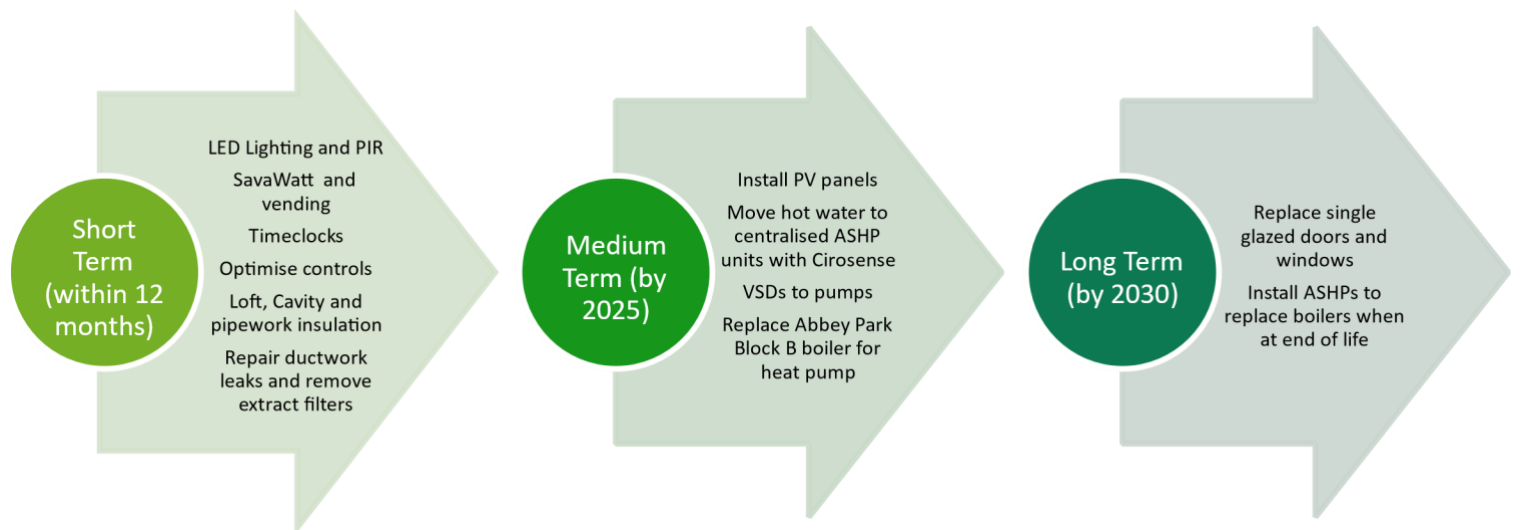 Short
Term
(within 12
months)
LED Lighting and PIR
SavaWatt and
vending
Timeclocks
Optimise controls
Loft, Cavity and
pipework insulation
Repair ductwork
leaks and remove
extract filters
Medium
Term (by
2025)
Install PV panels
Move hot water to
centralised ASHP
units with Cirosense
VSDs to pumps
Replace Abbey Park
Block B boiler for
heat pump
Long Term
(by 2030)
Replace single
glazed doors and
windows
Install ASHPs to
replace boilers when
at end of life